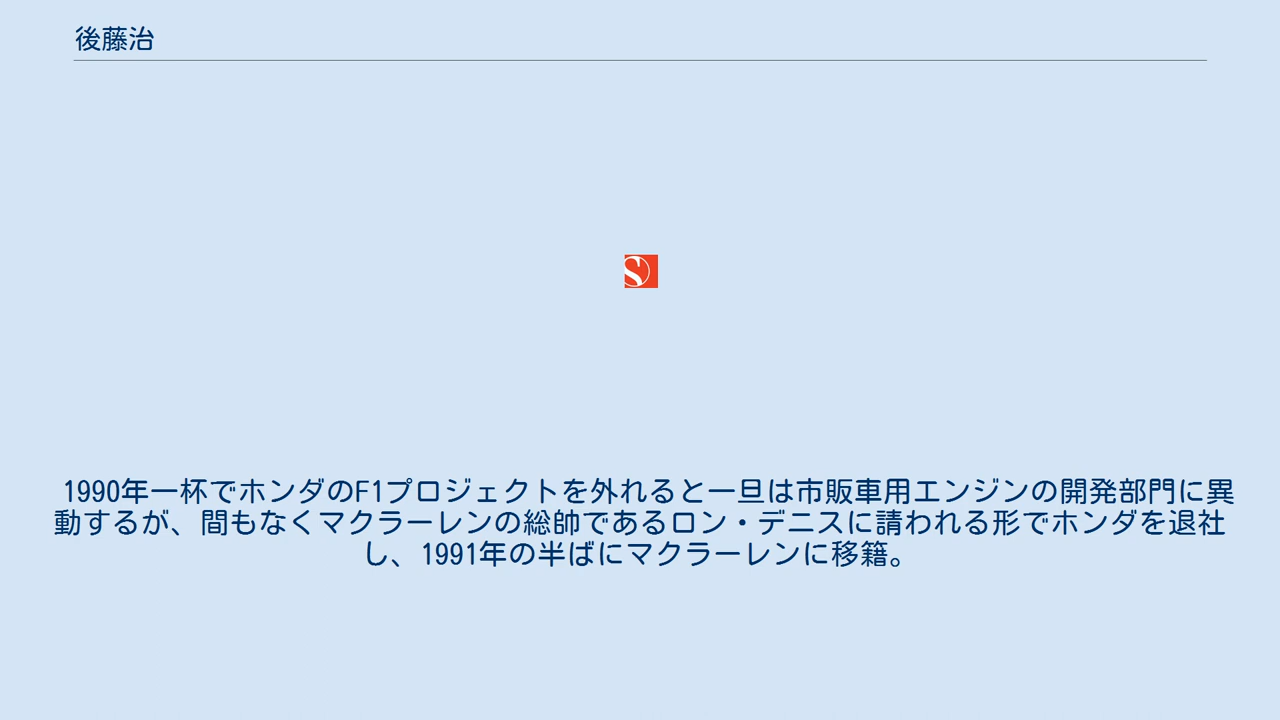 後藤治
S
1990年一杯でホンダのF1プロジェクトを外れると一旦は市販車用エンジンの開発部門に異
動するが、間もなくマクラーレンの総帥であるロン・デニスに請われる形でホンダを退社
し、1991年の半ばにマクラーレンに移籍。